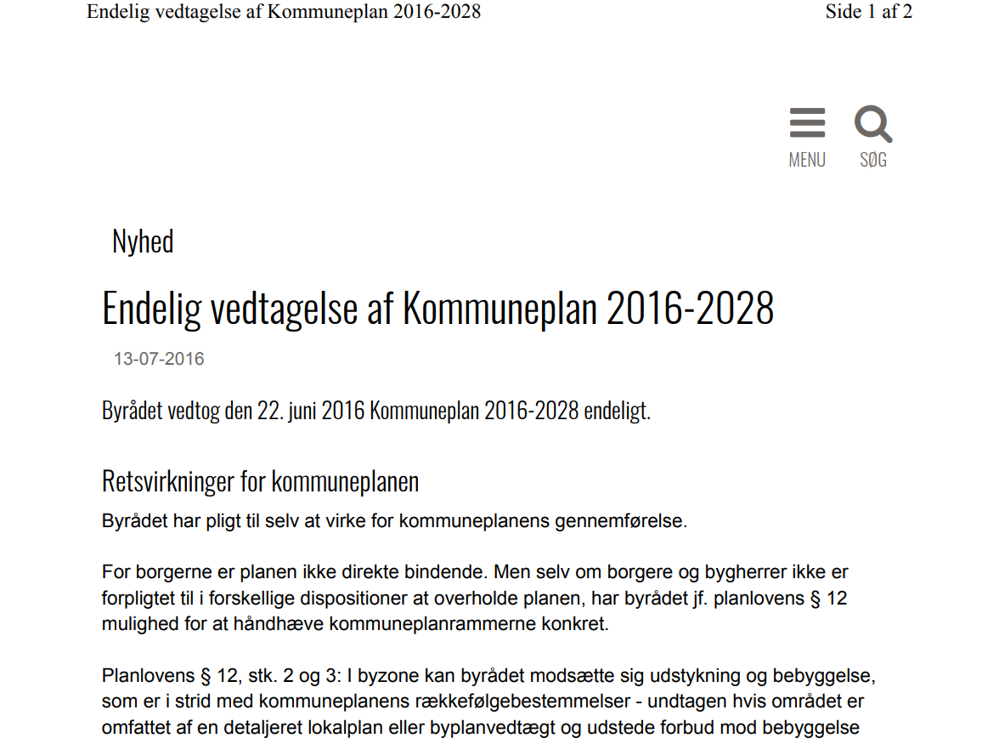 Endelig vedtagelse af Kommuneplan 2016-2028 Side 1 af 2
MENU SØG
Nyhed
Endelig vedtagelse af Kommuneplan 2016-2028
13-07-2016
Byrådet vedtog den 22. juni 2016 Kommuneplan 2016-2028 endeligt.
Retsvirkninger for kommuneplanen
Byrådet har pligt til selv at virke for kommuneplanens gennemførelse.
For borgerne er planen ikke direkte bindende. Men selv om borgere og bygherrer ikke er
forpligtet til i forskellige dispositioner at overholde planen, har byrådet jf. planlovens § 12
mulighed for at håndhæve kommuneplanrammerne konkret.
Planlovens § 12, stk. 2 og 3: I byzone kan byrådet modsætte sig udstykning og bebyggelse,
som er i strid med kommuneplanens rækkefølgebestemmelser - undtagen hvis området er
omfattet af en detaljeret lokalplan eller byplanvedtægt og udstede forbud mod bebyggelse